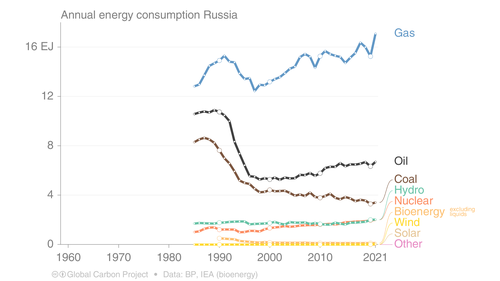 Annual energy consumption Russia
16 EJ
12
8
4
0
1960
1970
1980
1990
2000
2010
2021
Gas
Oil
Coal
Hydro
Nuclear
Bioenergy excluding liquids
Wind
Solar
Other
Global Carbon Project • Data: BP, IEA (bioenergy)